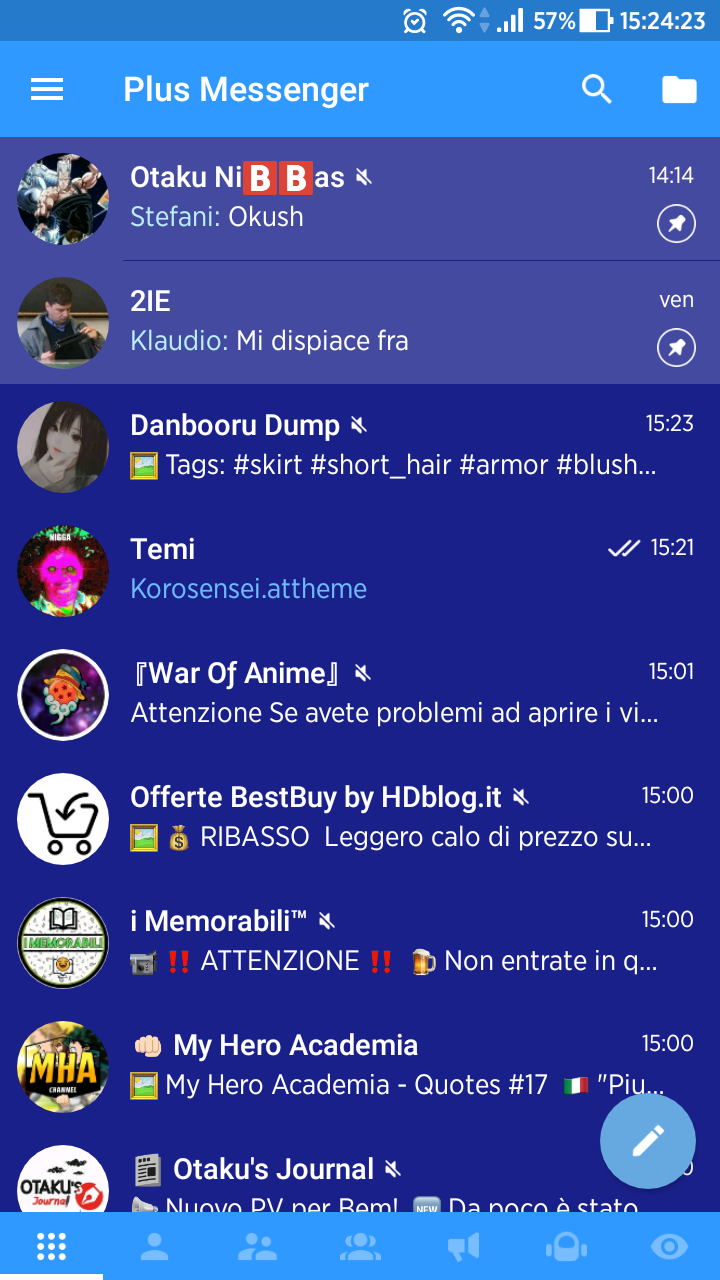 57% 15:24:23
Plus Messenger
Otaku Ni🅱🅱as 14:14
Stefani: Okush
2IE ven
Klaudio: Mi dispiace fra
Danbooru Dump 15:23
🖼 Tags: #skirt #short_hair #armor #blush...
NIGGA
Temi 15:21
Korosensei.attheme
『War Of Anime』 15:01
Attenzione Se avete problemi ad aprire i vi...
Offerte BestBuy by HDblog.it 15:00
🖼 💰 RIBASSO Leggero calo di prezzo su...
I MEMORABILI
i Memorabili™ 15:00
📹 ‼ ATTENZIONE ‼ 🍺 Non entrate in q...
MHA
CHANNEL
👊🏻 My Hero Academia 15:00
🖼 My Hero Academia - Quotes #17 🇮🇹 "Piu...
OTAKU'S
Journal
📰 Otaku's Journal
Nuovo PV per Bem! 🆕 Da poco è stato